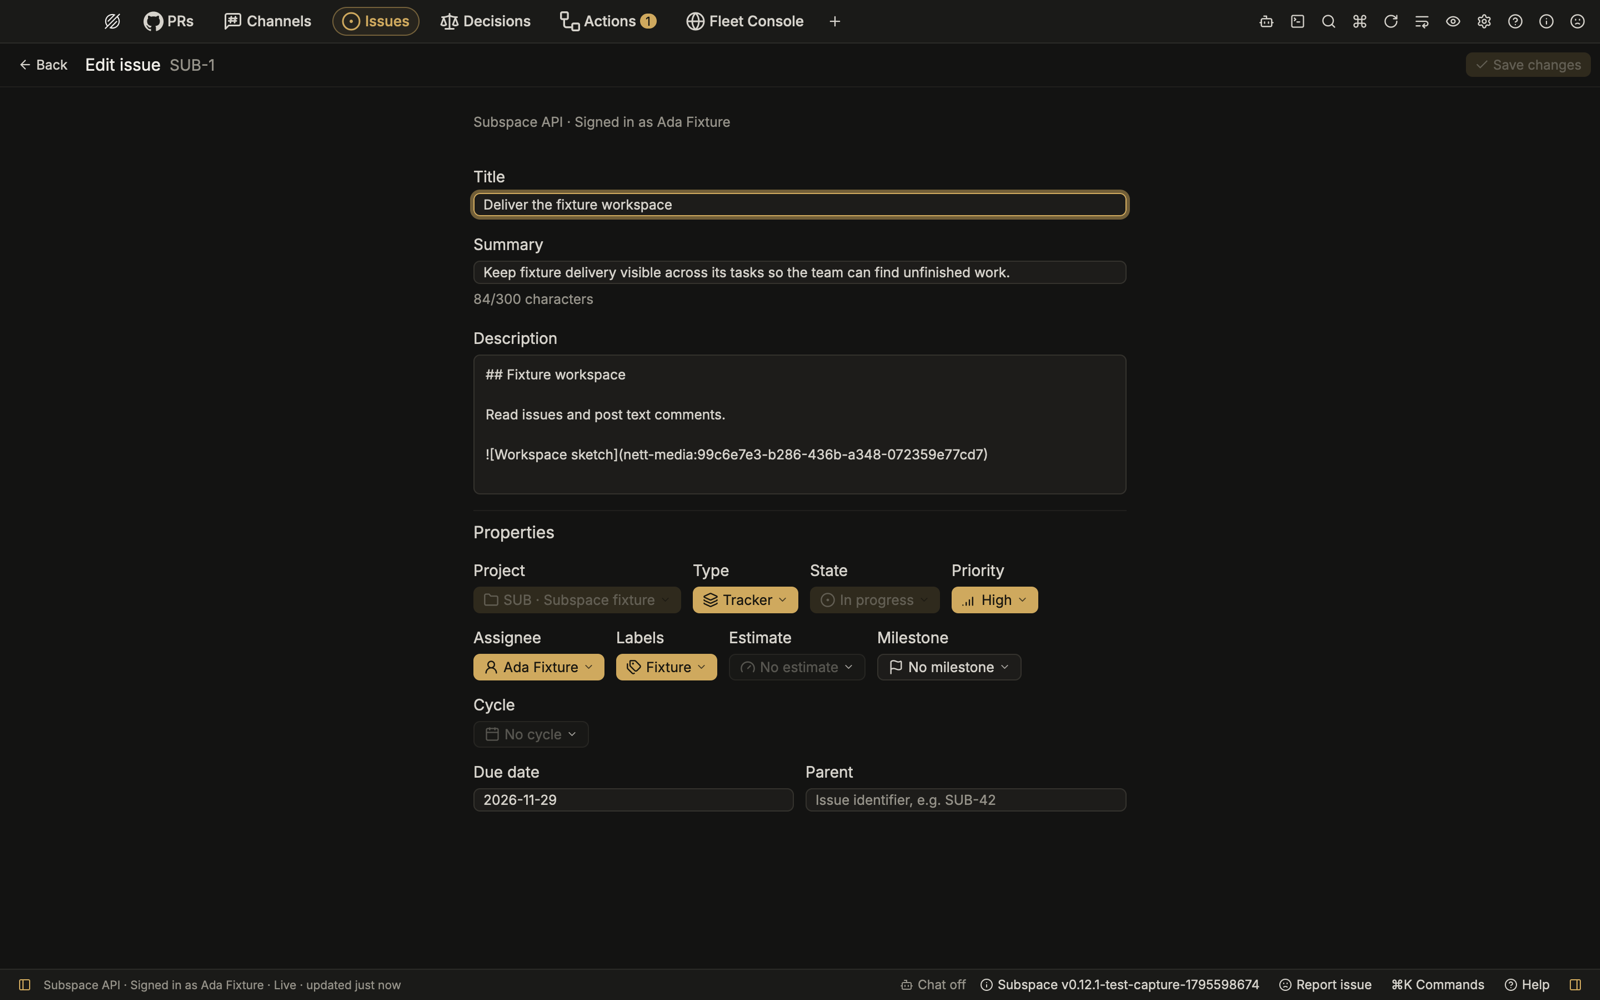 PRs Channels Issues Decisions Actions 1 Fleet Console +
← Back Edit issue SUB-1 Save changes
Subspace API · Signed in as Ada Fixture
Title
Deliver the fixture workspace
Summary
Keep fixture delivery visible across its tasks so the team can find unfinished work.
84/300 characters
Description
## Fixture workspace
Read issues and post text comments.
![Workspace sketch](nett-media:99c6e7e3-b286-436b-a348-072359e77cd7)
Properties
Project Type State Priority
SUB · Subspace fixture Tracker In progress High
Assignee Labels Estimate Milestone
Ada Fixture Fixture No estimate No milestone
Cycle
No cycle
Due date Parent
2026-11-29 Issue identifier, e.g. SUB-42
Subspace API · Signed in as Ada Fixture · Live · updated just now Chat off Subspace v0.12.1-test-capture-1795598674 Report issue ⌘K Commands Help